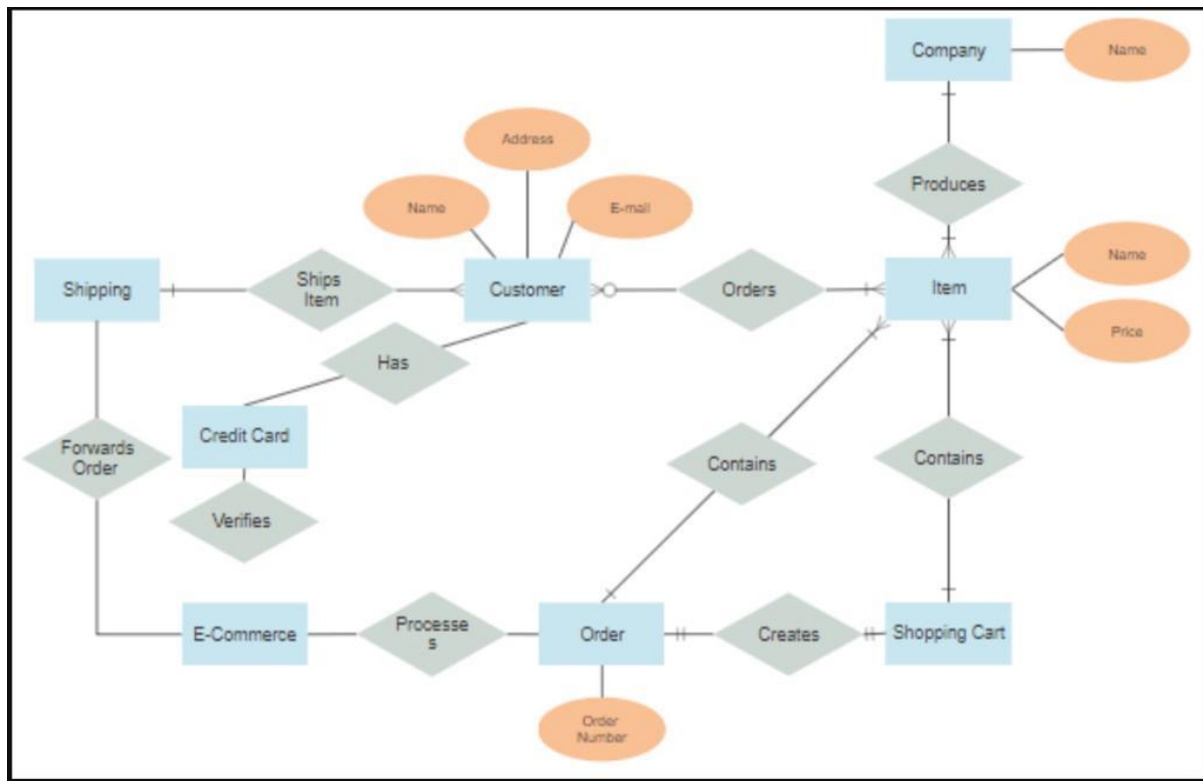 Company
Name
Address
Produces
Name
E-mail
Name
Shipping
Ships
Item
Customer
Orders
Item
Price
Has
Credit Card
Forwards
Order
Contains
Contains
Verifies
E-Commerce
Processe
s
Order
Creates
Shopping Cart
Order
Number